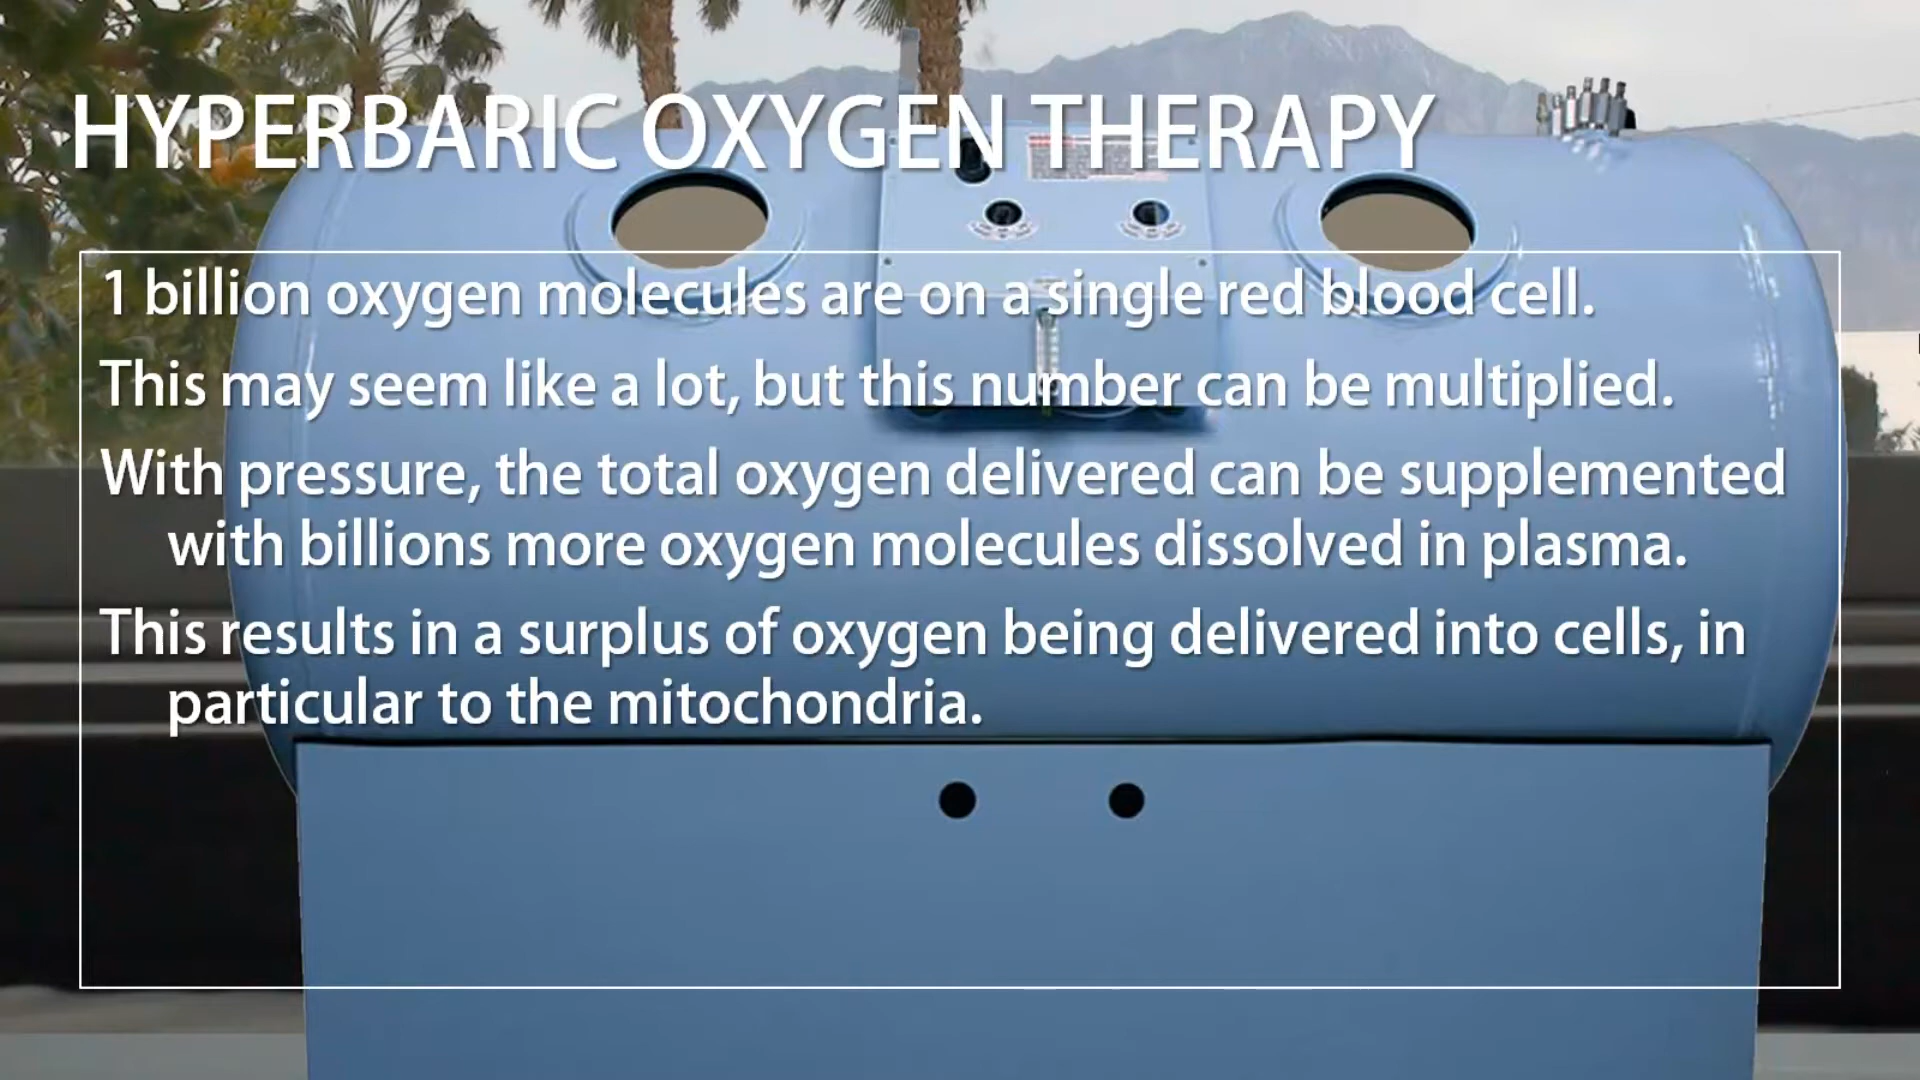 HYPERBARIC OXYGEN THERAPY
1 billion oxygen molecules are on a single red blood cell.
This may seem like a lot, but this number can be multiplied.
With pressure, the total oxygen delivered can be supplemented
with billions more oxygen molecules dissolved in plasma.
This results in a surplus of oxygen being delivered into cells, in
particular to the mitochondria.